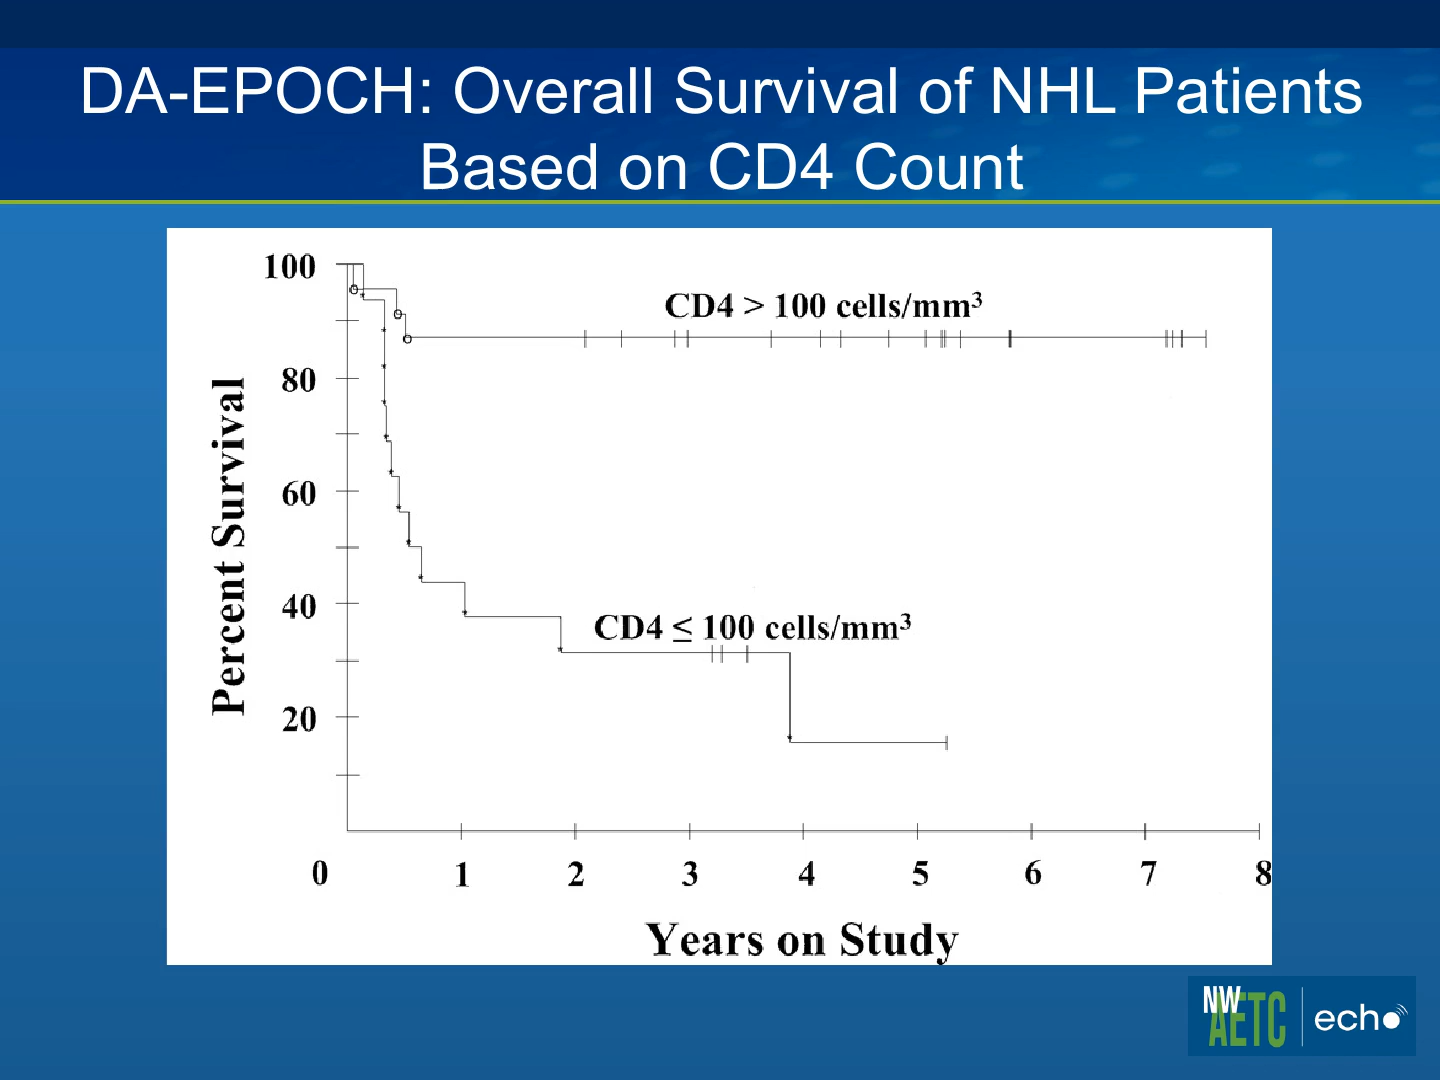 DA-EPOCH: Overall Survival of NHL Patients
Based on CD4 Count
100
80
60
40
20
Percent Survival
CD4 > 100 cells/mm³
CD4 ≤ 100 cells/mm³
0 1 2 3 4 5 6 7 8
Years on Study
NW
AETC
echo